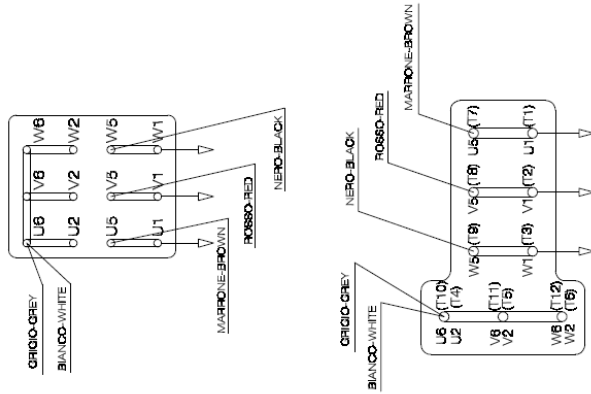 W6 W2 W5 W1
V6 V2 V5 V1
U6 U2 U5 U1
NERO-BLACK
ROSSO-RED
MARRONE-BROWN
GRIGIO-GREY
BIANCO-WHITE
MARRONE-BROWN
ROSSO-RED
NERO-BLACK
GRIGIO-GREY
BIANCO-WHITE
U5 (T7) U1 (T1)
V5 (T8) V1 (T2)
W5 (T9) W1 (T3)
U6 (T10)
U2 (T4)
V6 (T11)
V2 (T5)
W6 (T12)
W2 (T6)